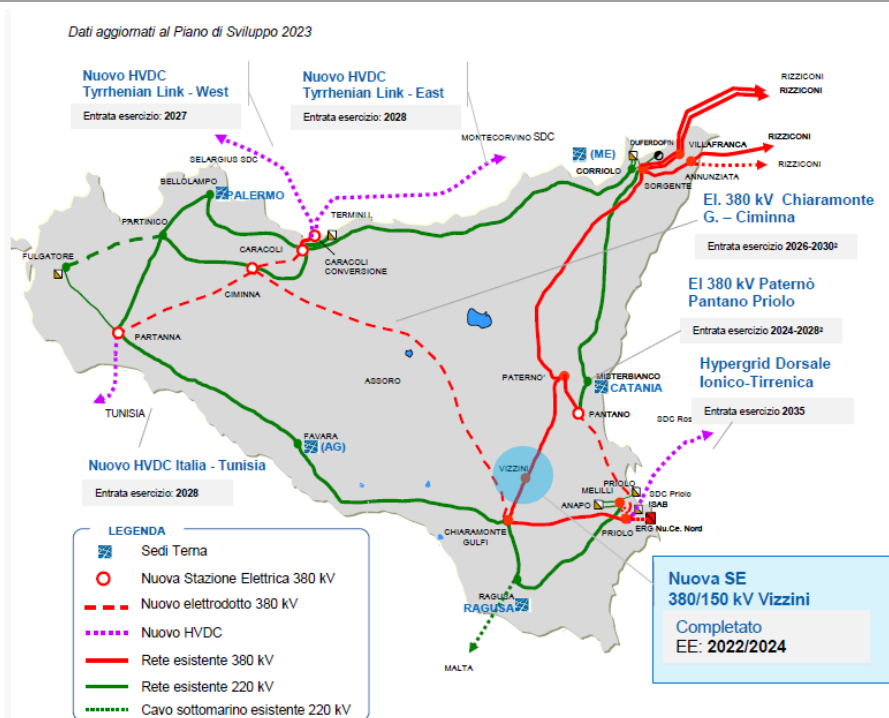 Dati aggiornati al Piano di Sviluppo 2023
Nuovo HVDC
Tyrrhenian Link - West
Entrata esercizio: 2027
Nuovo HVDC
Tyrrhenian Link - East
Entrata esercizio: 2028
RIZZICONI
RIZZICONI
MONTECORVINO SDC
(ME)
DUFERDOFIN
VILLAFRANCA
RIZZICONI
SELARGIUS SDC
CORRIOLO
RIZZICONI
ANNUNZIATA
SORGENTE
BELLOLAMPO
PALERMO
TERMINI I.
El. 380 kV Chiaramonte
G. – Ciminna
Entrata esercizio 2026-2030²
PARTINICO
CARACOLI
CARACOLI
CONVERSIONE
FULGATORE
CIMINNA
El 380 kV Paternò
Pantano Priolo
Entrata esercizio 2024-2028²
PARTANNA
ASSORO
PATERNO'
MISTERBIANCO
CATANIA
PANTANO
Hypergrid Dorsale
Ionico-Tirrenica
Entrata esercizio 2035
TUNISIA
SDC Ros
FAVARA
(AG)
Nuovo HVDC Italia - Tunisia
Entrata esercizio: 2028
VIZZINI
PRIOLO
MELILLI
SDC Priolo
ANAPO
ISAB
ERG Nu.Ce. Nord
PRIOLO
CHIARAMONTE
GULFI
RAGUSA
RAGUSA
MALTA
LEGENDA
Sedi Terna
Nuova Stazione Elettrica 380 kV
Nuovo elettrodotto 380 kV
Nuovo HVDC
Rete esistente 380 kV
Rete esistente 220 kV
Cavo sottomarino esistente 220 kV
Nuova SE
380/150 kV Vizzini
Completato
EE: 2022/2024